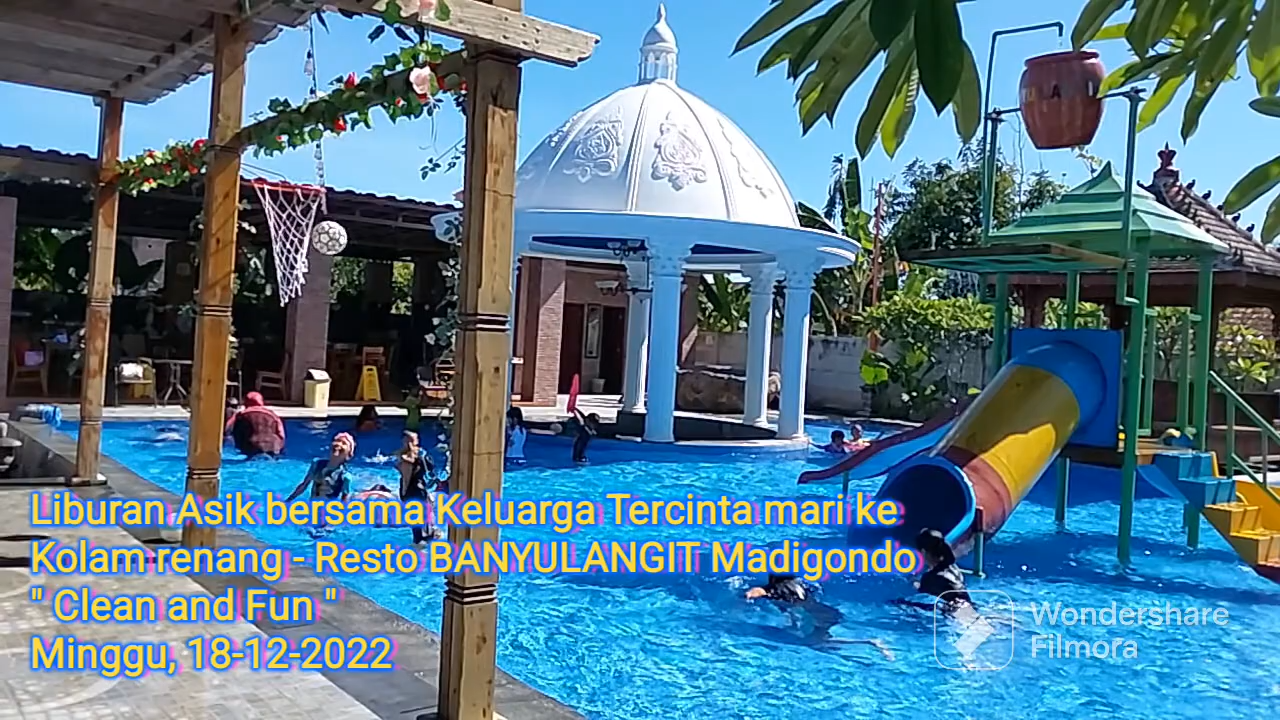 Liburan Asik bersama Keluarga Tercinta mari ke
Kolam renang - Resto BANYULANGIT Madigondo
" Clean and Fun "
Minggu, 18-12-2022
Wondershare
Filmora